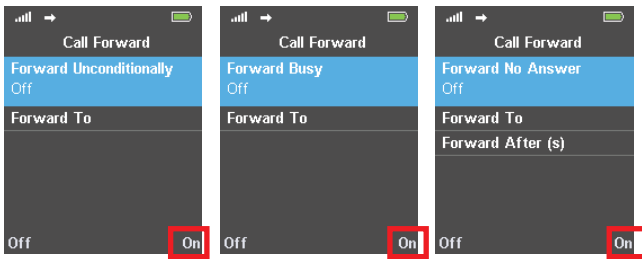 Call Forward
Forward Unconditionally
Off
Forward To
Off On
Call Forward
Forward Busy
Off
Forward To
Off On
Call Forward
Forward No Answer
Off
Forward To
Forward After (s)
Off On